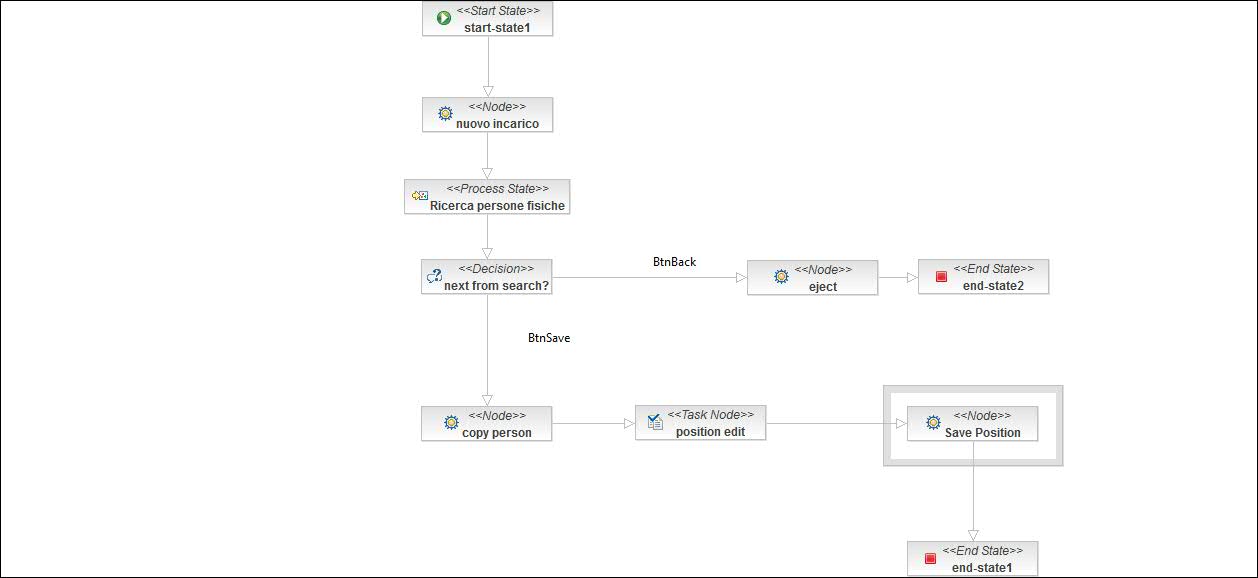 <<Start State>>
start-state1
<<Node>>
nuovo incarico
<<Process State>>
Ricerca persone fisiche
<<Decision>>
next from search?
BtnBack
<<Node>>
eject
<<End State>>
end-state2
BtnSave
<<Node>>
copy person
<<Task Node>>
position edit
<<Node>>
Save Position
<<End State>>
end-state1